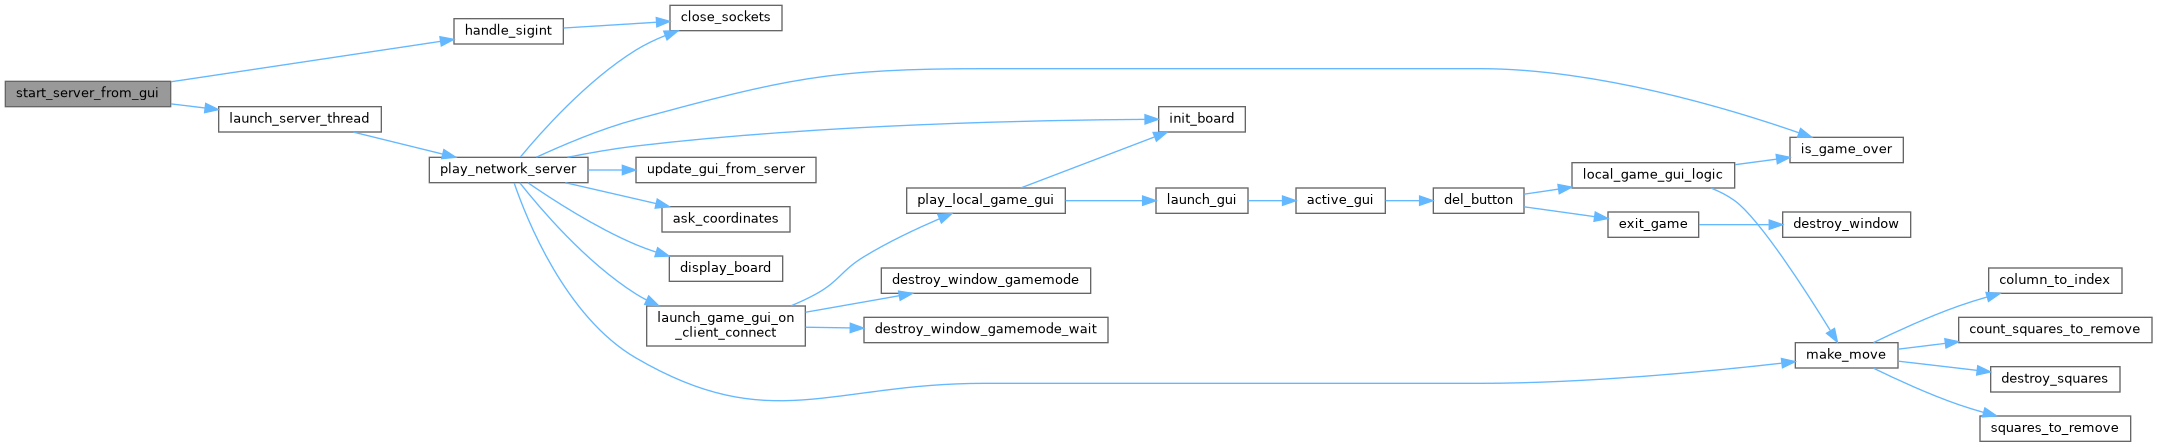 close_sockets
handle_sigint
start_server_from_gui
launch_server_thread
init_board
is_game_over
play_network_server
update_gui_from_server
local_game_gui_logic
play_local_game_gui
launch_gui
active_gui
del_button
ask_coordinates
exit_game
destroy_window
display_board
destroy_window_gamemode
column_to_index
launch_game_gui_on
_client_connect
destroy_window_gamemode_wait
count_squares_to_remove
make_move
destroy_squares
squares_to_remove